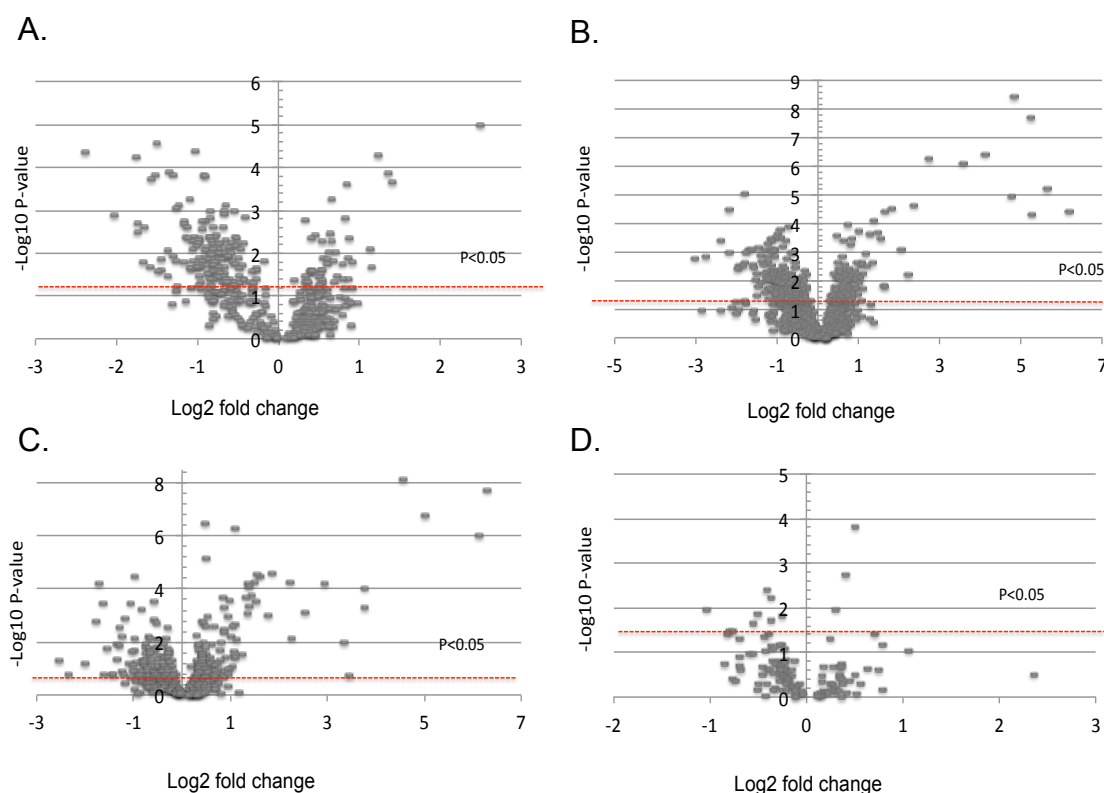 A.
B.
6
5
4
3
2
1
0
-3 -2 -1 0 1 2 3
-Log10 P-value
P<0.05
Log2 fold change
9
8
7
6
5
4
3
2
1
0
-5 -3 -1 1 3 5 7
-Log10 P-value
P<0.05
Log2 fold change
C.
D.
8
6
4
2
0
-3 -1 1 3 5 7
-Log10 P-value
P<0.05
Log2 fold change
5
4
3
2
1
0
-2 -1 0 1 2 3
-Log10 P-value
P<0.05
Log2 fold change